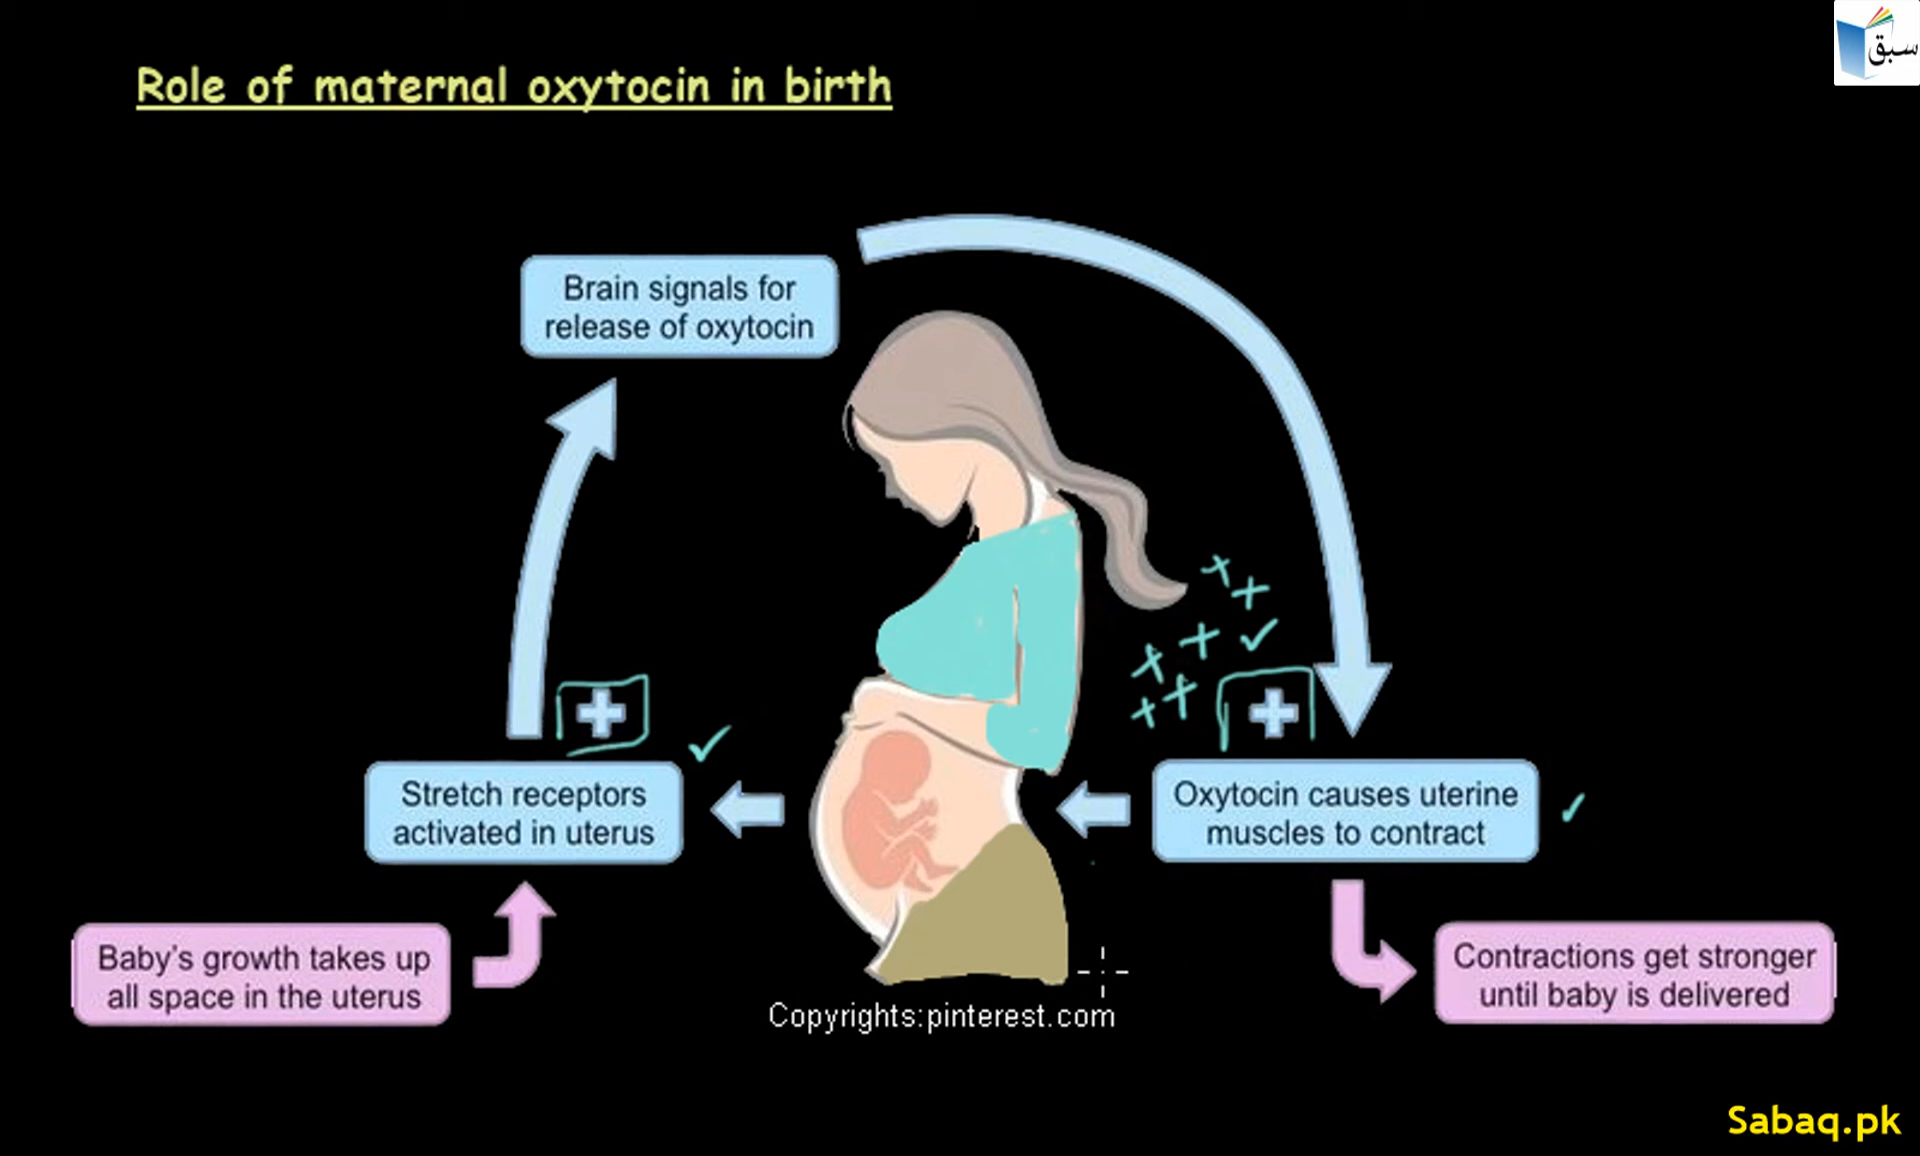 سبق
Role of maternal oxytocin in birth
Brain signals for
release of oxytocin
Stretch receptors
activated in uterus
Oxytocin causes uterine
muscles to contract
Baby's growth takes up
all space in the uterus
Contractions get stronger
until baby is delivered
Copyrights:pinterest.com
Sabaq.pk